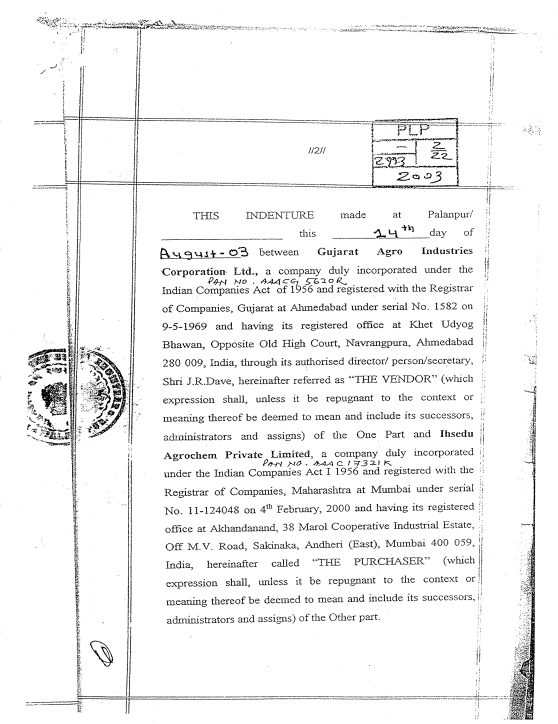 //2//
PLP
- 2
2993 22
2003
THIS INDENTURE made at Palanpur/
this 14th day of
August-03 between Gujarat Agro Industries
Corporation Ltd., a company duly incorporated under the
PAN NO. AAACG 5620R
Indian Companies Act of 1956 and registered with the Registrar
of Companies, Gujarat at Ahmedabad under serial No. 1582 on
9-5-1969 and having its registered office at Khet Udyog
Bhawan, Opposite Old High Court, Navrangpura, Ahmedabad
280 009, India, through its authorised director/ person/secretary,
Shri J.R.Dave, hereinafter referred as "THE VENDOR" (which
expression shall, unless it be repugnant to the context or
meaning thereof be deemed to mean and include its successors,
administrators and assigns) of the One Part and Ihsedu
Agrochem Private Limited, a company duly incorporated
PAN NO. AAACI7321K
under the Indian Companies Act I 1956 and registered with the
Registrar of Companies, Maharashtra at Mumbai under serial
No. 11-124048 on 4th February, 2000 and having its registered
office at Akhandanand, 38 Marol Cooperative Industrial Estate,
Off M.V. Road, Sakinaka, Andheri (East), Mumbai 400 059,
India, hereinafter called "THE PURCHASER" (which
expression shall, unless it be repugnant to the context or
meaning thereof be deemed to mean and include its successors,
administrators and assigns) of the Other part.